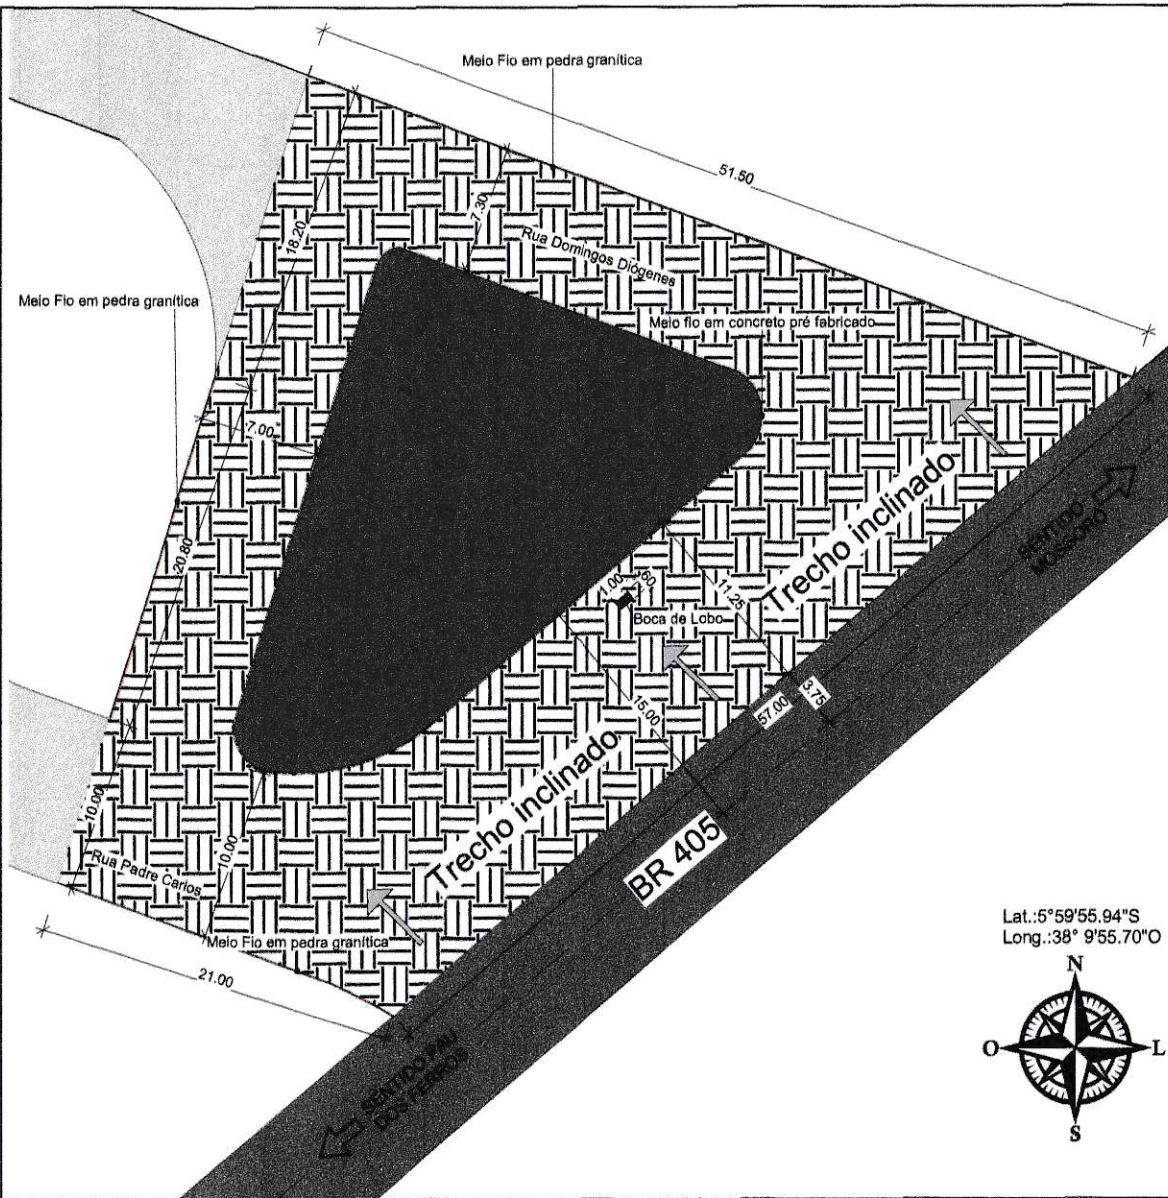 Meio Fio em pedra granítica
51.50
18.20
7.30
Rua Domingos Diógenes
Meio Fio em pedra granítica
Meio fio em concreto pré fabricado
7.00
Trecho inclinado
SENTIDO
MOSSORÓ
20.80
1.00
.60
11.25
Boca de Lobo
15.00
57.00
3.75
Trecho inclinado
10.00
10.00
Rua Padre Carlos
BR 405
Meio Fio em pedra granítica
21.00
Lat.:5°59'55.94"S
Long.:38° 9'55.70"O
N
O
L
S
SENTIDO PAU
DOS FERROS